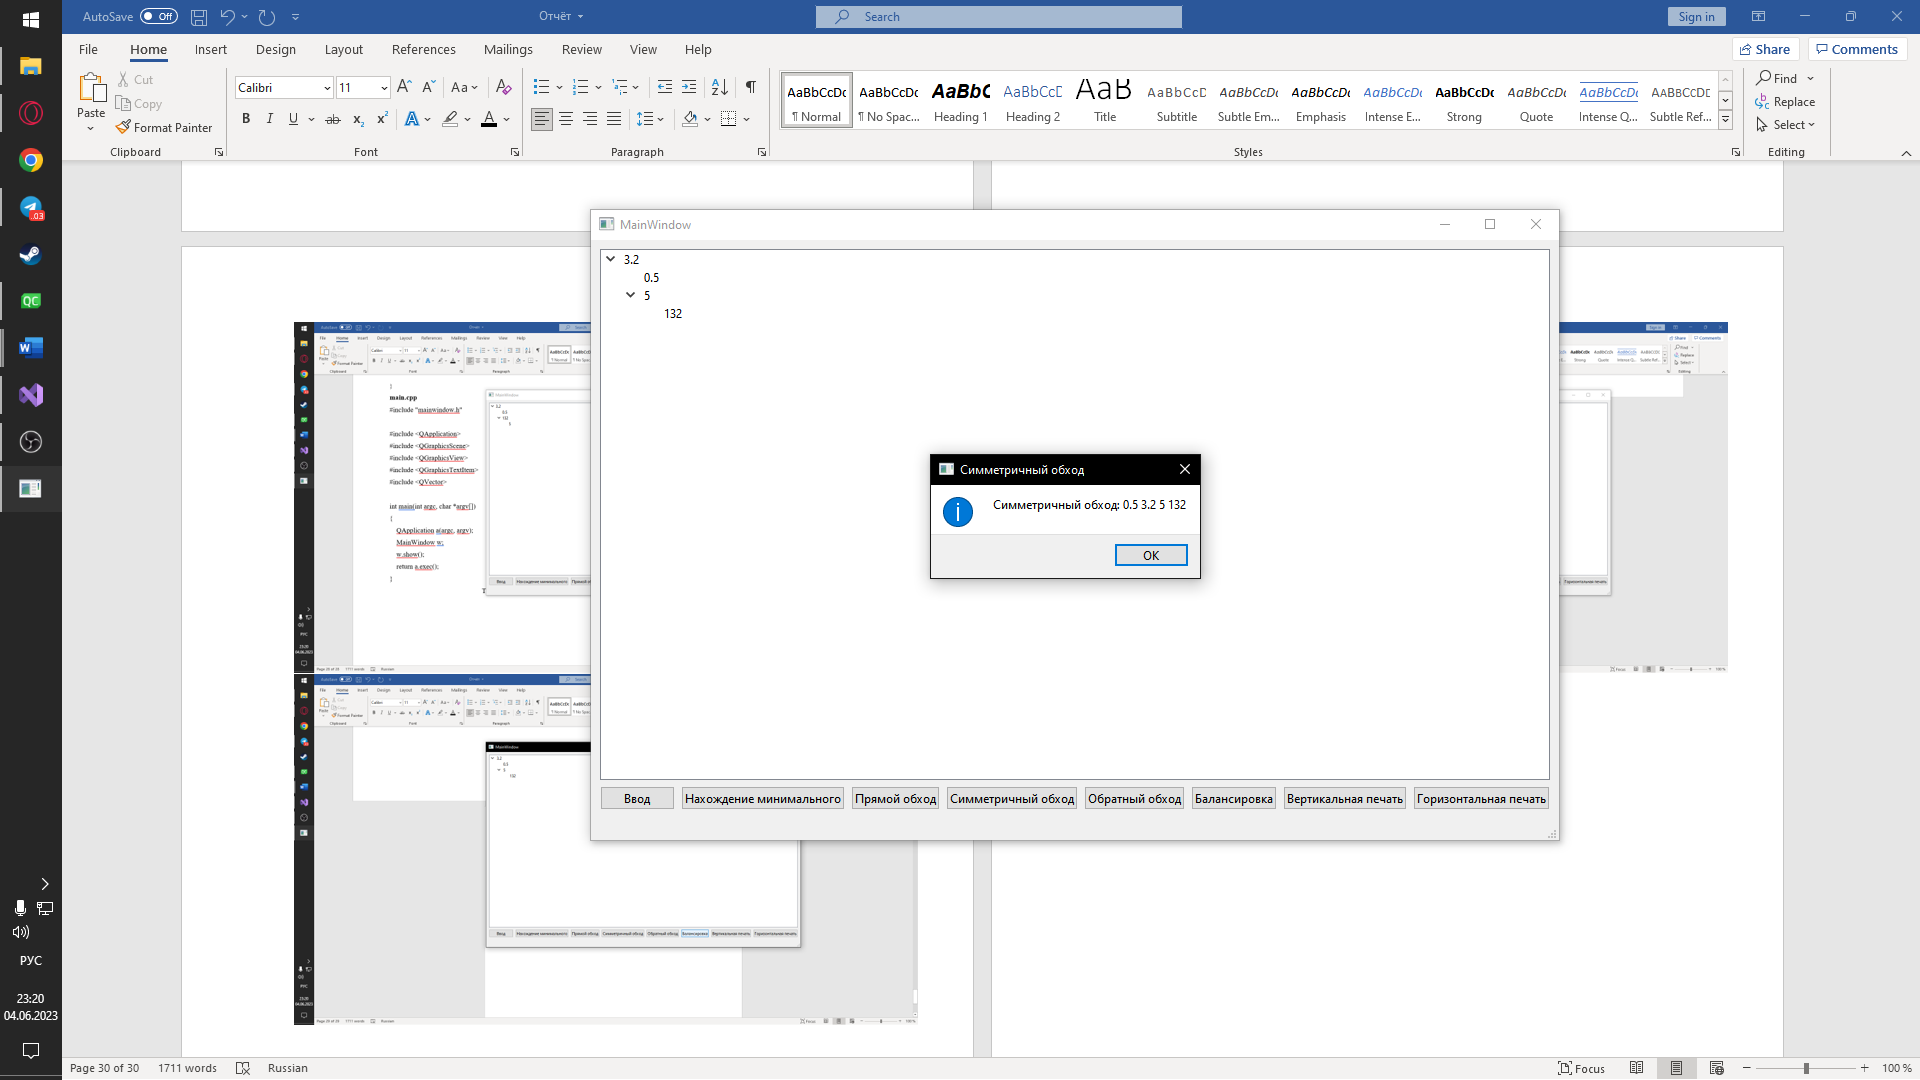 AutoSave Off
Отчёт
Search
Sign in
File Home Insert Design Layout References Mailings Review View Help
Share Comments
Paste
Cut
Copy
Format Painter
Clipboard
Calibri 11
Font
Paragraph
AaBbCcDc ¶ Normal
AaBbCcDc ¶ No Spac...
AaBbC Heading 1
AaBbCcD Heading 2
AaB Title
AaBbCcD Subtitle
AaBbCcDc Subtle Em...
AaBbCcDc Emphasis
AaBbCcDc Intense E...
AaBbCcDc Strong
AaBbCcDc Quote
AaBbCcDc Intense Q...
AABBCCDE Subtle Ref...
Styles
Find
Replace
Select
Editing
MainWindow
3.2
0.5
5
132
Симметричный обход
Симметричный обход: 0.5 3.2 5 132
OK
Ввод Нахождение минимального Прямой обход Симметричный обход Обратный обход Балансировка Вертикальная печать Горизонтальная печать
main.cpp
#include "mainwindow.h"
#include <QApplication>
#include <QGraphicsScene>
#include <QGraphicsView>
#include <QGraphicsTextItem>
#include <QVector>
int main(int argc, char *argv[])
{
QApplication a(argc, argv);
MainWindow w;
w.show();
return a.exec();
}
.03
QC
РУС
23:20
04.06.2023
Page 30 of 30 1711 words Russian
Focus
100 %